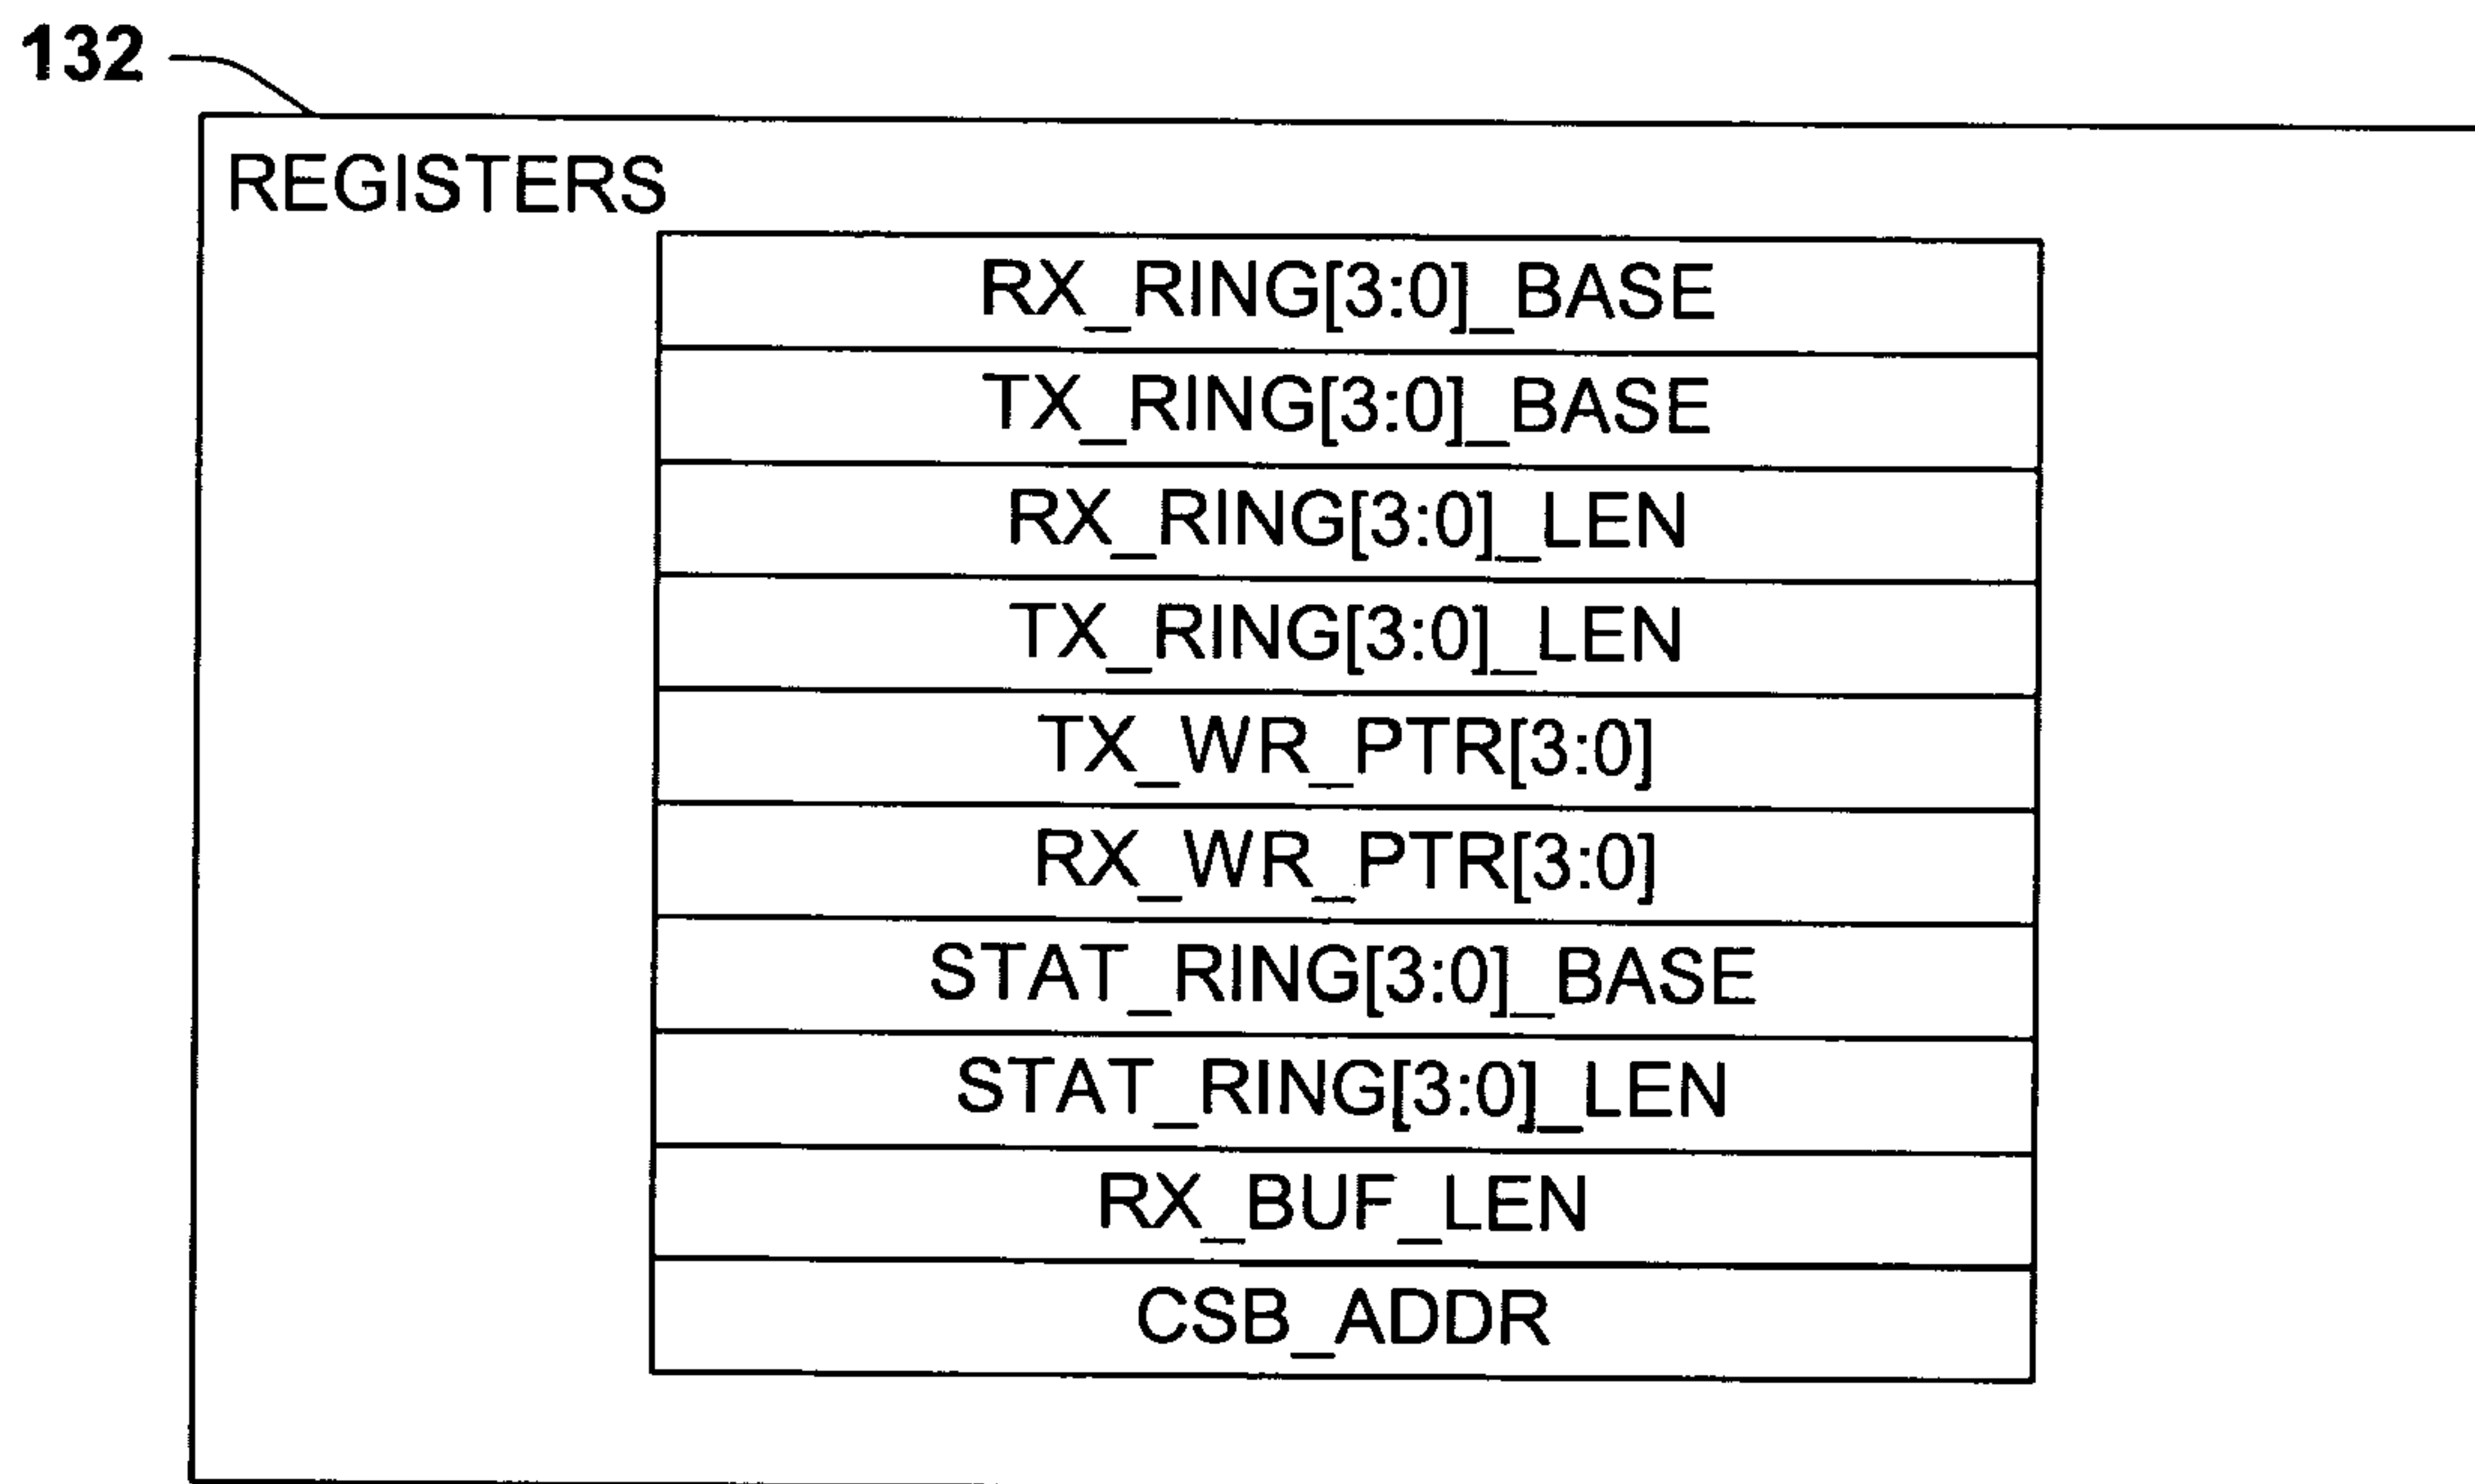 132
REGISTERS
RX_RING[3:0]_BASE
TX_RING[3:0]_BASE
RX_RING[3:0]_LEN
TX_RING[3:0]_LEN
TX_WR_PTR[3:0]
RX_WR_PTR[3:0]
STAT_RING[3:0]_BASE
STAT_RING[3:0]_LEN
RX_BUF_LEN
CSB_ADDR